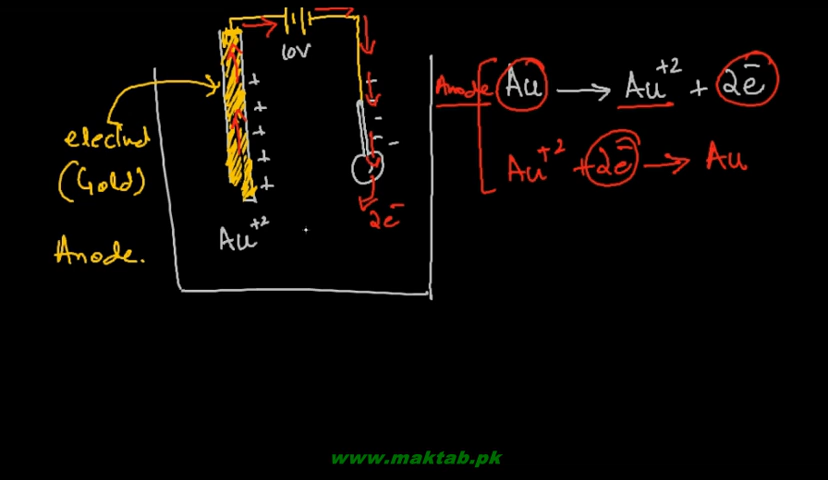 10V
+
+
+
+
+
-
-
-
-
electrod
(Gold)
Anode.
Au+2
2e-
Anode Au → Au+2 + 2e-
Au+2 + 2e- → Au
www.maktab.pk